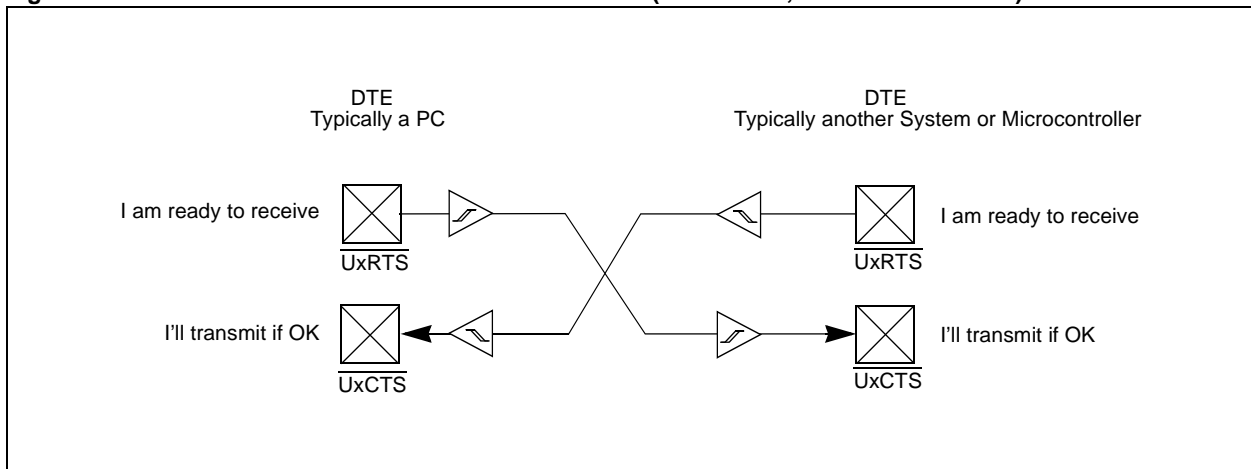 DTE
Typically a PC
DTE
Typically another System or Microcontroller
I am ready to receive
UxRTS
I am ready to receive
UxRTS
I'll transmit if OK
UxCTS
I'll transmit if OK
UxCTS